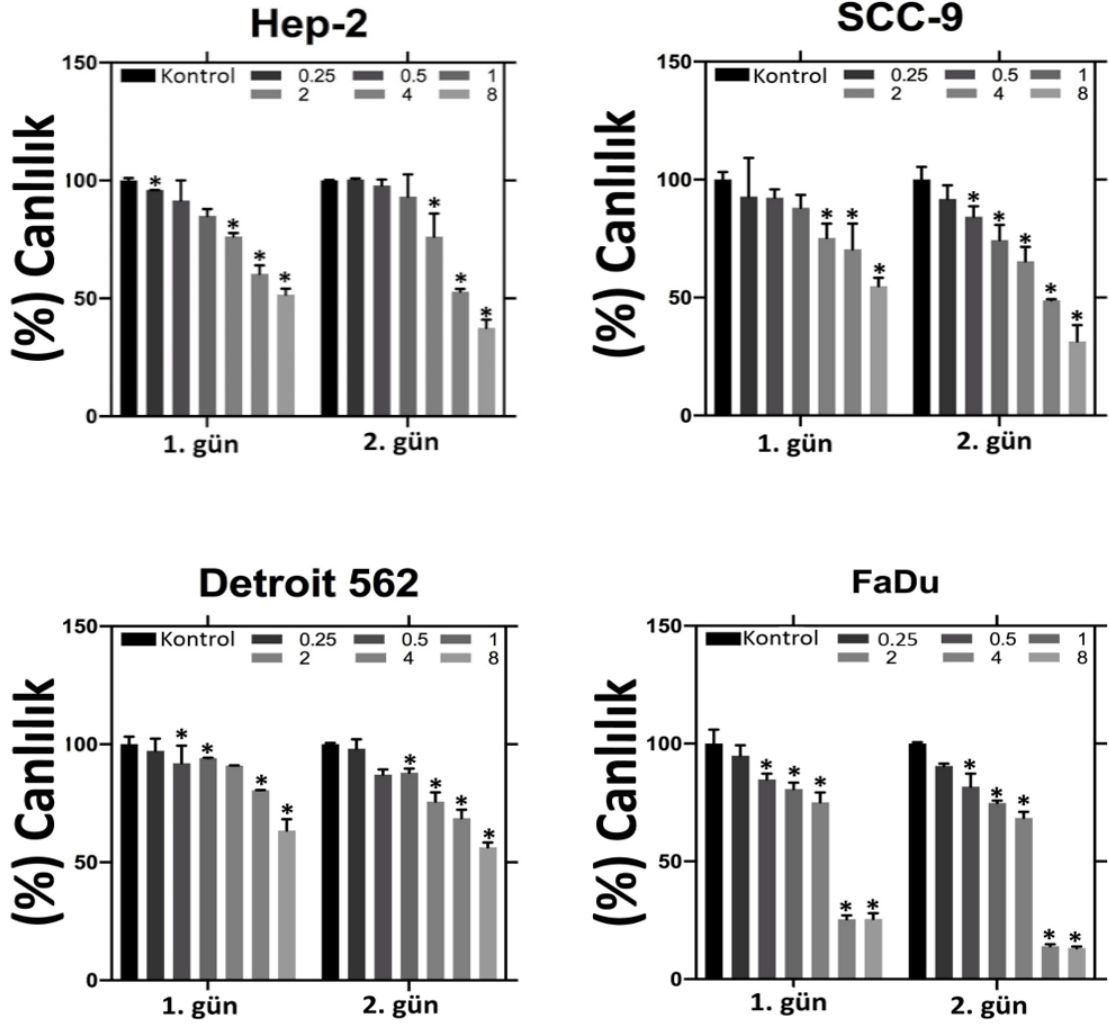 Hep-2
150
Kontrol 0.25 0.5 1
2 4 8
100
50
0
(%) Canlılık
* * * *
* * *
1. gün 2. gün
SCC-9
150
Kontrol 0.25 0.5 1
2 4 8
100
50
0
(%) Canlılık
* * *
* * * * *
1. gün 2. gün
Detroit 562
150
Kontrol 0.25 0.5 1
2 4 8
100
50
0
(%) Canlılık
* * * *
* * * *
1. gün 2. gün
FaDu
150
Kontrol 0.25 0.5 1
2 4 8
100
50
0
(%) Canlılık
* * * * *
* * * * *
1. gün 2. gün